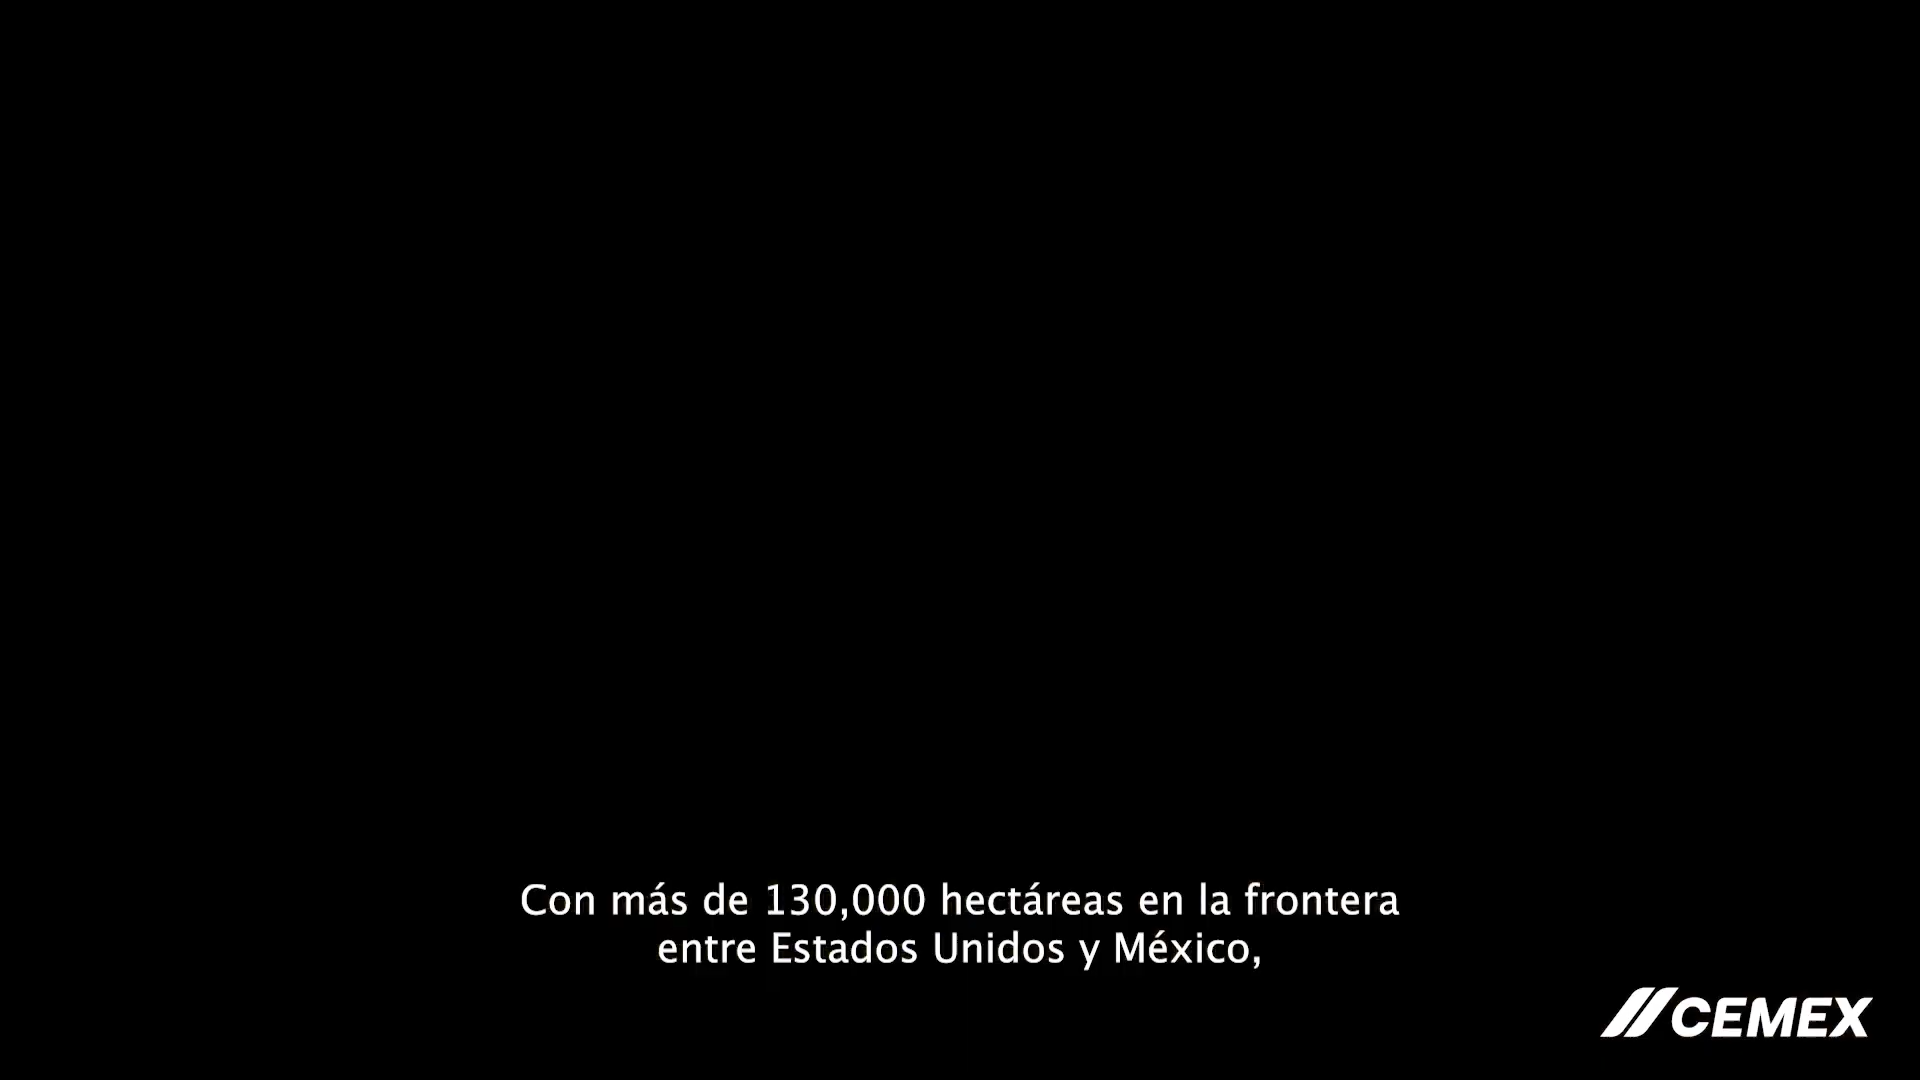 Con más de 130,000 hectáreas en la frontera
entre Estados Unidos y México,
CEMEX